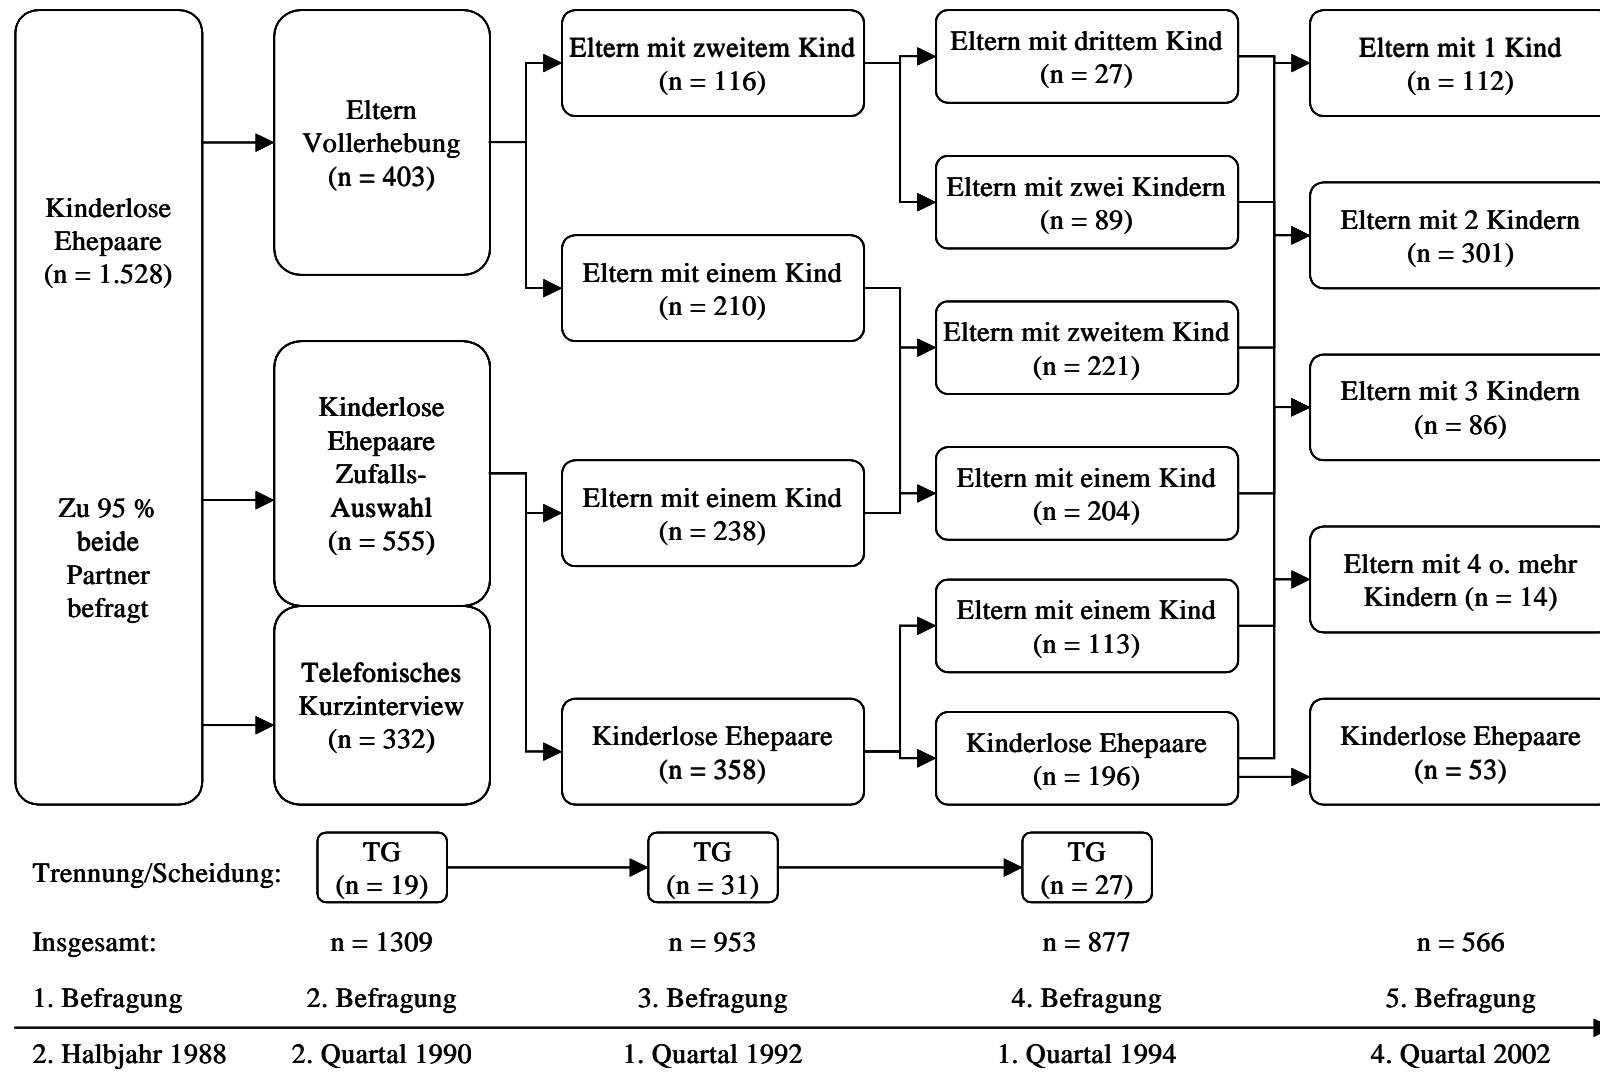 Kinderlose
Ehepaare
(n = 1.528)
Zu 95 %
beide
Partner
befragt
Eltern
Vollerhebung
(n = 403)
Kinderlose
Ehepaare
Zufalls-
Auswahl
(n = 555)
Telefonisches
Kurzinterview
(n = 332)
Eltern mit zweitem Kind
(n = 116)
Eltern mit einem Kind
(n = 210)
Eltern mit einem Kind
(n = 238)
Kinderlose Ehepaare
(n = 358)
Eltern mit drittem Kind
(n = 27)
Eltern mit zwei Kindern
(n = 89)
Eltern mit zweitem Kind
(n = 221)
Eltern mit einem Kind
(n = 204)
Eltern mit einem Kind
(n = 113)
Kinderlose Ehepaare
(n = 196)
Eltern mit 1 Kind
(n = 112)
Eltern mit 2 Kindern
(n = 301)
Eltern mit 3 Kindern
(n = 86)
Eltern mit 4 o. mehr
Kindern (n = 14)
Kinderlose Ehepaare
(n = 53)
Trennung/Scheidung:
TG
(n = 19)
TG
(n = 31)
TG
(n = 27)
Insgesamt: n = 1309 n = 953 n = 877 n = 566
1. Befragung 2. Befragung 3. Befragung 4. Befragung 5. Befragung
2. Halbjahr 1988 2. Quartal 1990 1. Quartal 1992 1. Quartal 1994 4. Quartal 2002